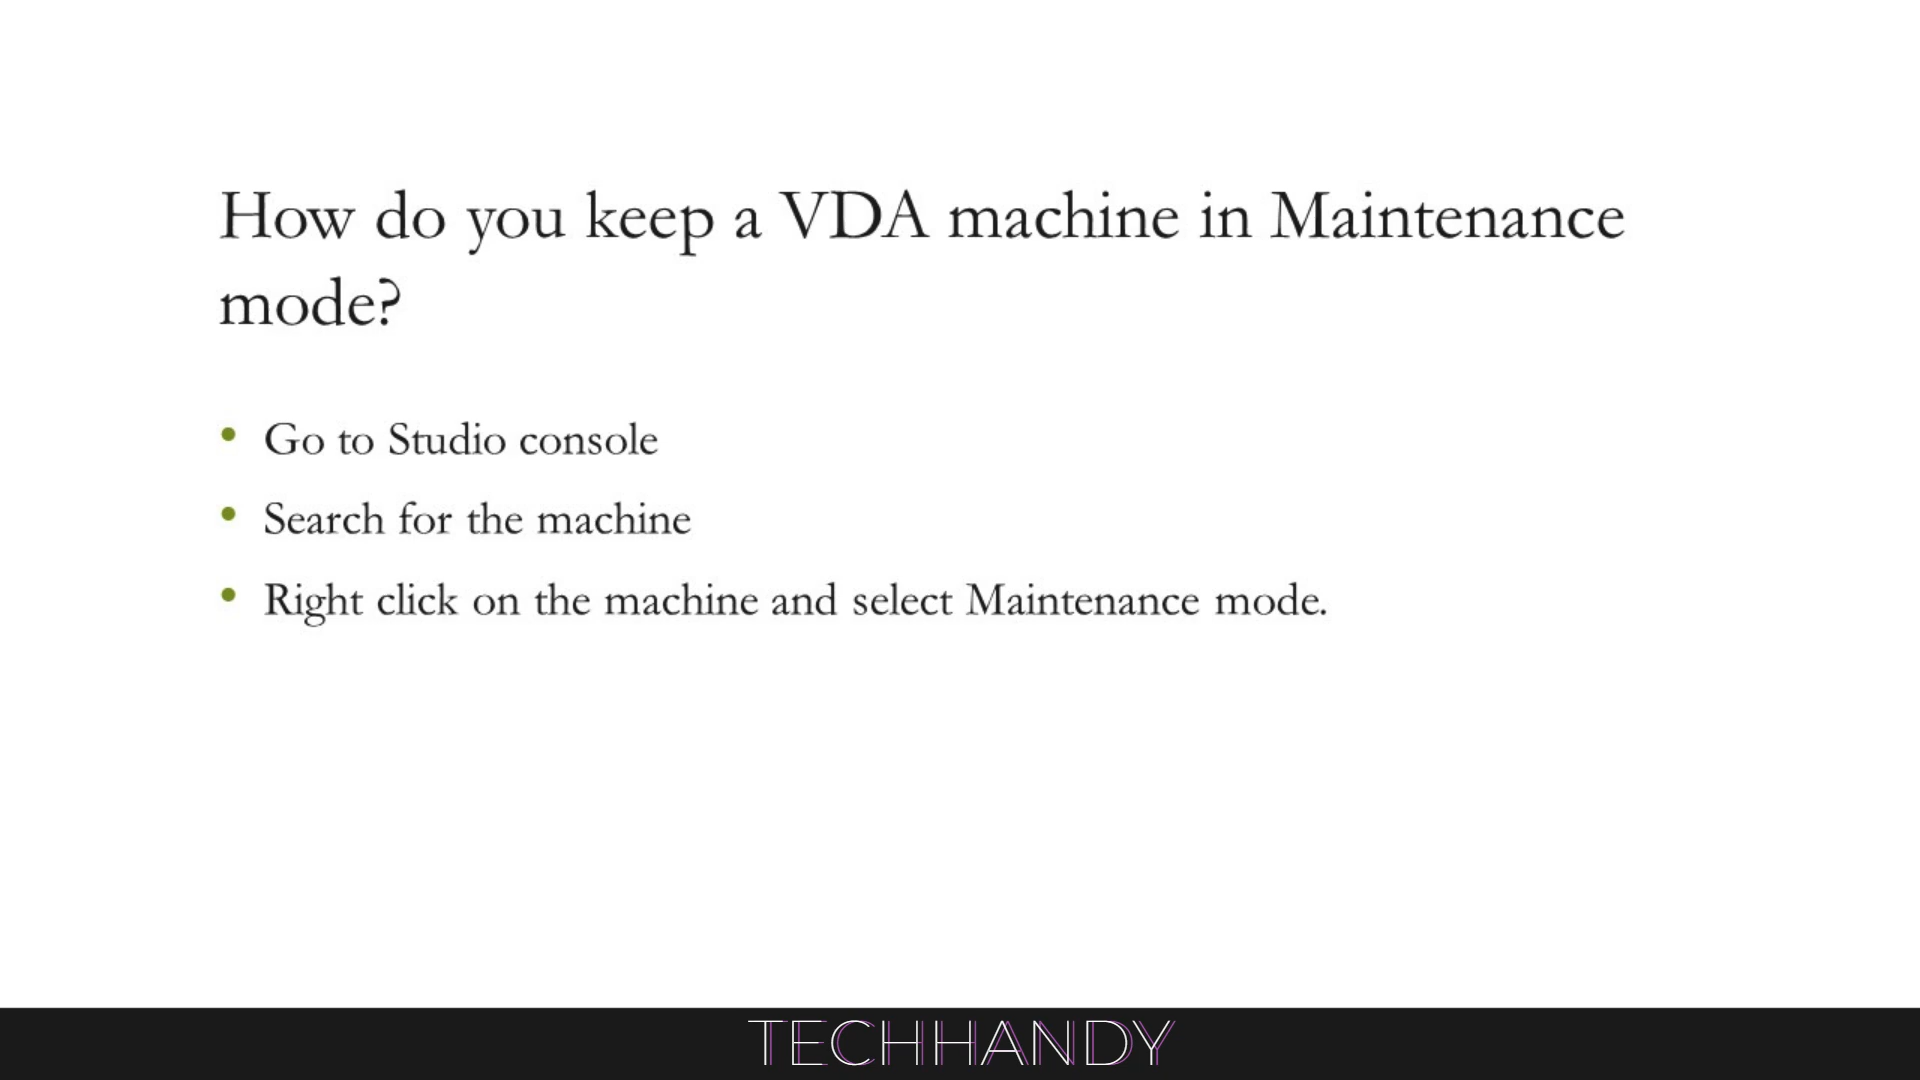 How do you keep a VDA machine in Maintenance
mode?
• Go to Studio console
• Search for the machine
• Right click on the machine and select Maintenance mode.
TECHHANDY